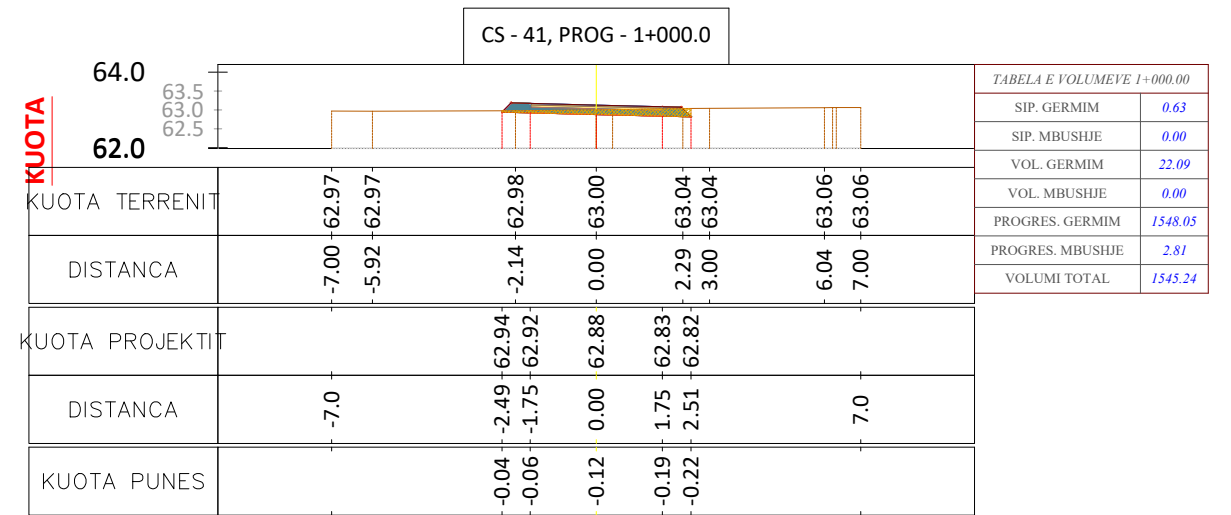 CS - 41, PROG - 1+000.0
KUOTA
64.0
63.5
63.0
62.5
62.0
KUOTA TERRENIT
62.97 62.97 62.98 63.00 63.04 63.04 63.06 63.06
DISTANCA
-7.00 -5.92 -2.14 0.00 2.29 3.00 6.04 7.00
KUOTA PROJEKTIT
62.94 62.92 62.88 62.83 62.82
DISTANCA
-7.0 -2.49 -1.75 0.00 1.75 2.51 7.0
KUOTA PUNES
-0.04 -0.06 -0.12 -0.19 -0.22
TABELA E VOLUMEVE 1+000.00
SIP. GERMIM 0.63
SIP. MBUSHJE 0.00
VOL. GERMIM 22.09
VOL. MBUSHJE 0.00
PROGRES. GERMIM 1548.05
PROGRES. MBUSHJE 2.81
VOLUMI TOTAL 1545.24